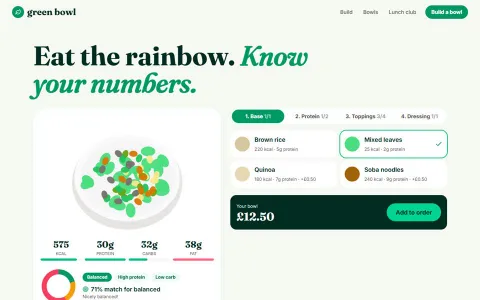 green bowl
Build
Bowls
Lunch club
Build a bowl
Eat the rainbow. Know
your numbers.
1. Base 1/1
2. Protein 1/2
3. Toppings 3/4
4. Dressing 1/1
Brown rice
220 kcal · 5g protein
Mixed leaves
25 kcal · 2g protein
Quinoa
180 kcal · 7g protein · +£0.50
Soba noodles
240 kcal · 9g protein · +£0.50
Your bowl
£12.50
Add to order
575
KCAL
30g
PROTEIN
32g
CARBS
38g
FAT
Balanced
High protein
Low carb
71% match for balanced
Nicely balanced!